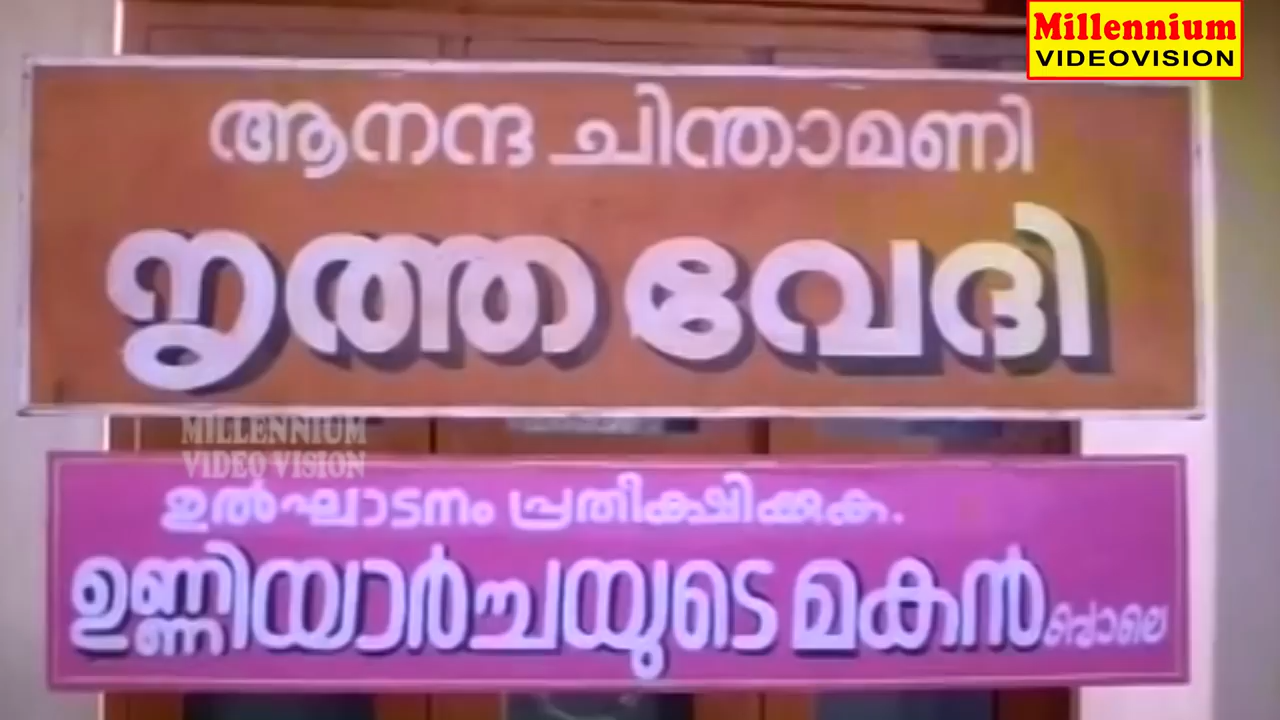 Millennium
VIDEOVISION
ആനന്ദ ചിന്താമണി
നൃത്ത വേദി
MILLENNIUM
VIDEO VISION
ഉൽഘാടനം പ്രതീക്ഷിക്കുക.
ഉണ്ണിയാർച്ചയുടെ മകൻ